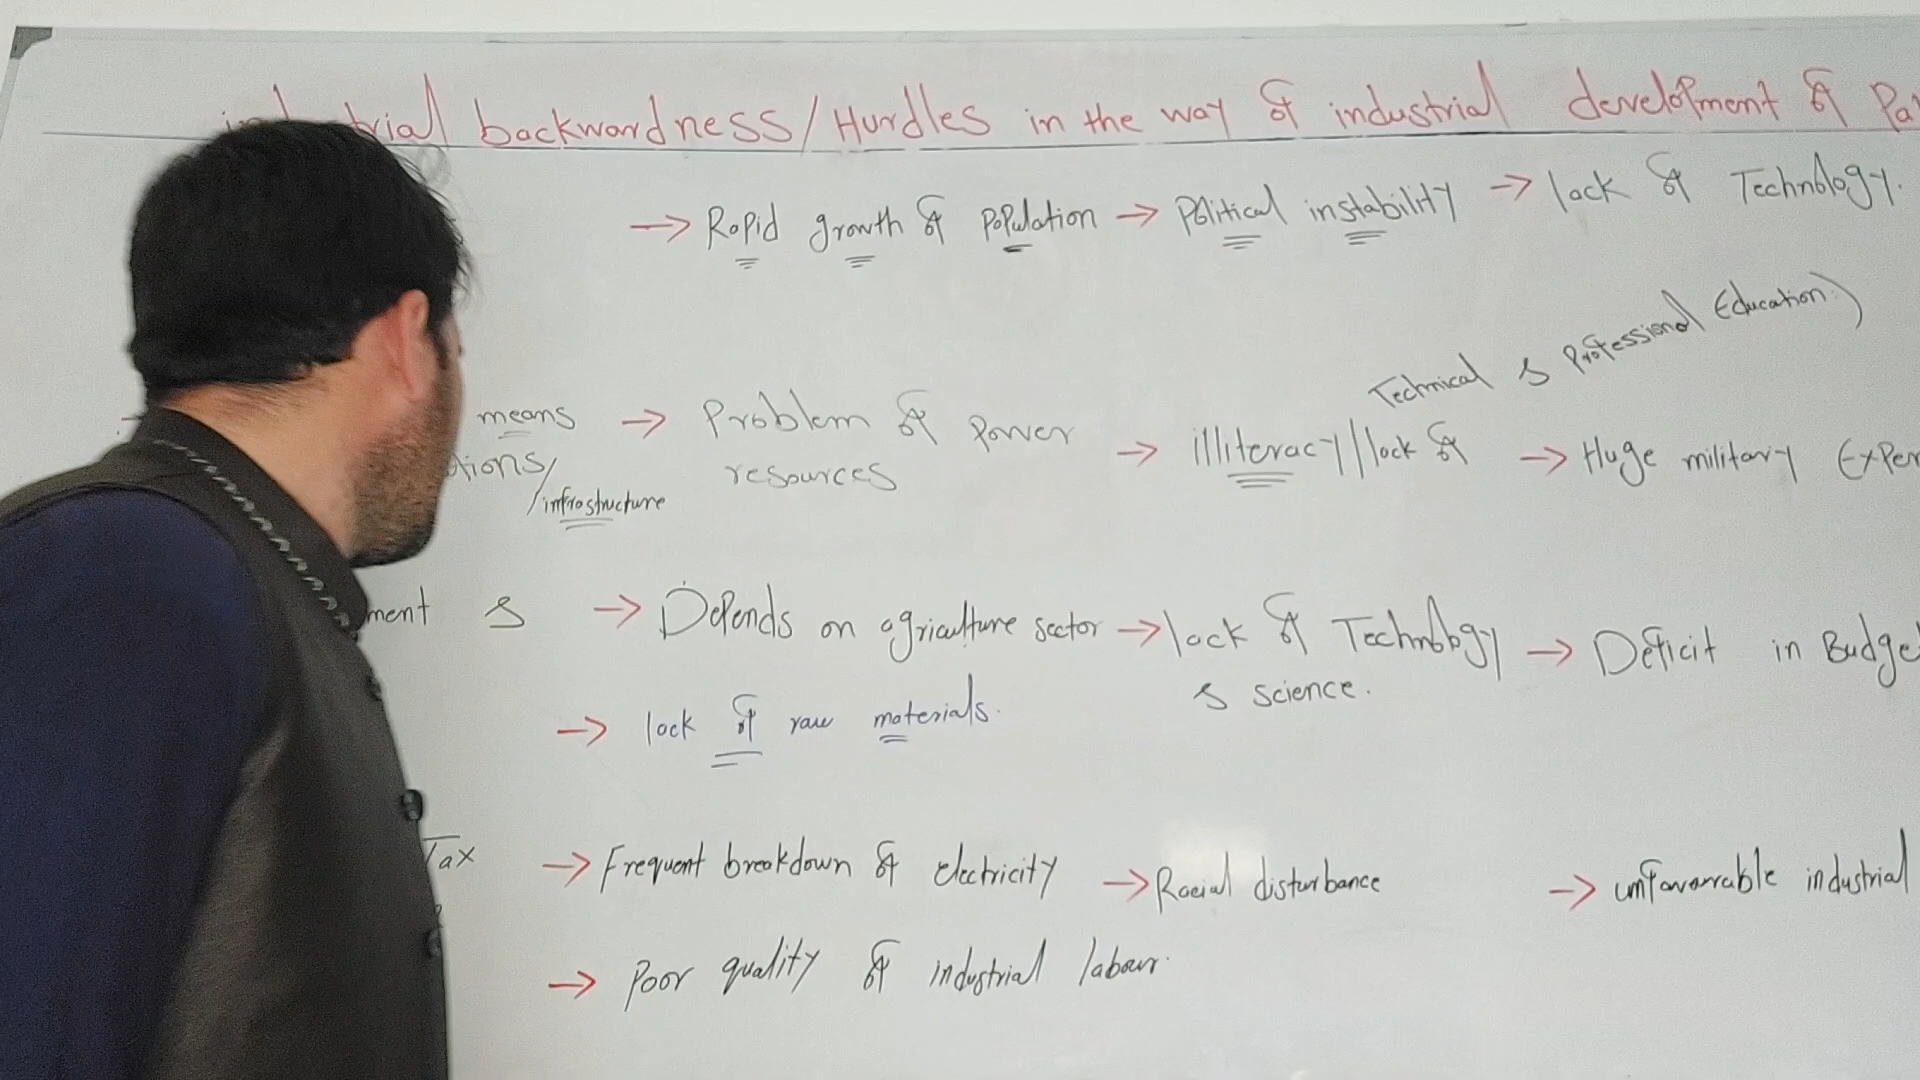 industrial backwardness/Hurdles in the way of industrial development of Pa
→ Rapid growth of population → Political instability → lack of Technology.
means → Problem of Power resources → illiteracy//lack of Technical & Professional Education) → Huge military Expen
tions/
/infrastructure
ment & → Depends on agriculture sector → lack of Technology & science. → Deficit in Budget
→ lack of raw materials.
Tax → Frequent breakdown of electricity → Racial disturbance → unfavourable industrial
→ Poor quality of industrial labour.